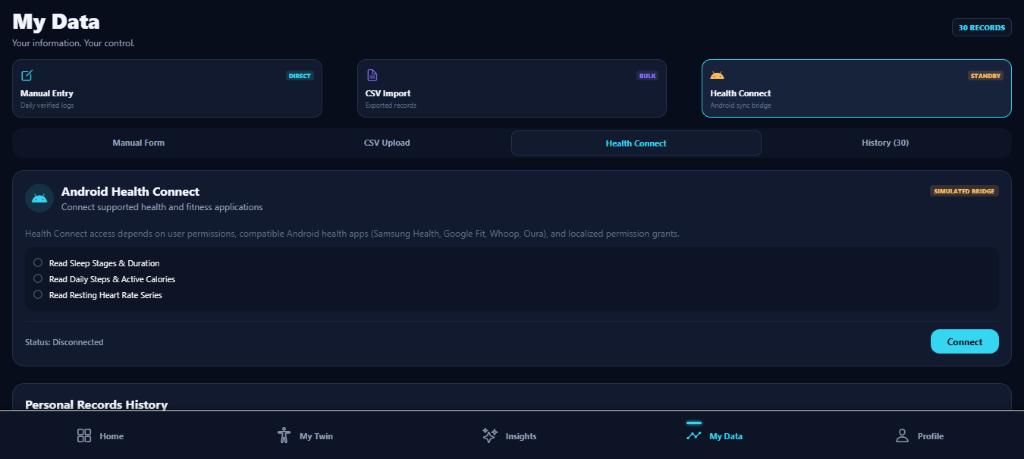 My Data
Your information. Your control.
30 RECORDS
DIRECT
Manual Entry
Daily verified logs
BULK
CSV Import
Exported records
STANDBY
Health Connect
Android sync bridge
Manual Form
CSV Upload
Health Connect
History (30)
Android Health Connect
Connect supported health and fitness applications
SIMULATED BRIDGE
Health Connect access depends on user permissions, compatible Android health apps (Samsung Health, Google Fit, Whoop, Oura), and localized permission grants.
Read Sleep Stages & Duration
Read Daily Steps & Active Calories
Read Resting Heart Rate Series
Status: Disconnected
Connect
Personal Records History
Home
My Twin
Insights
My Data
Profile